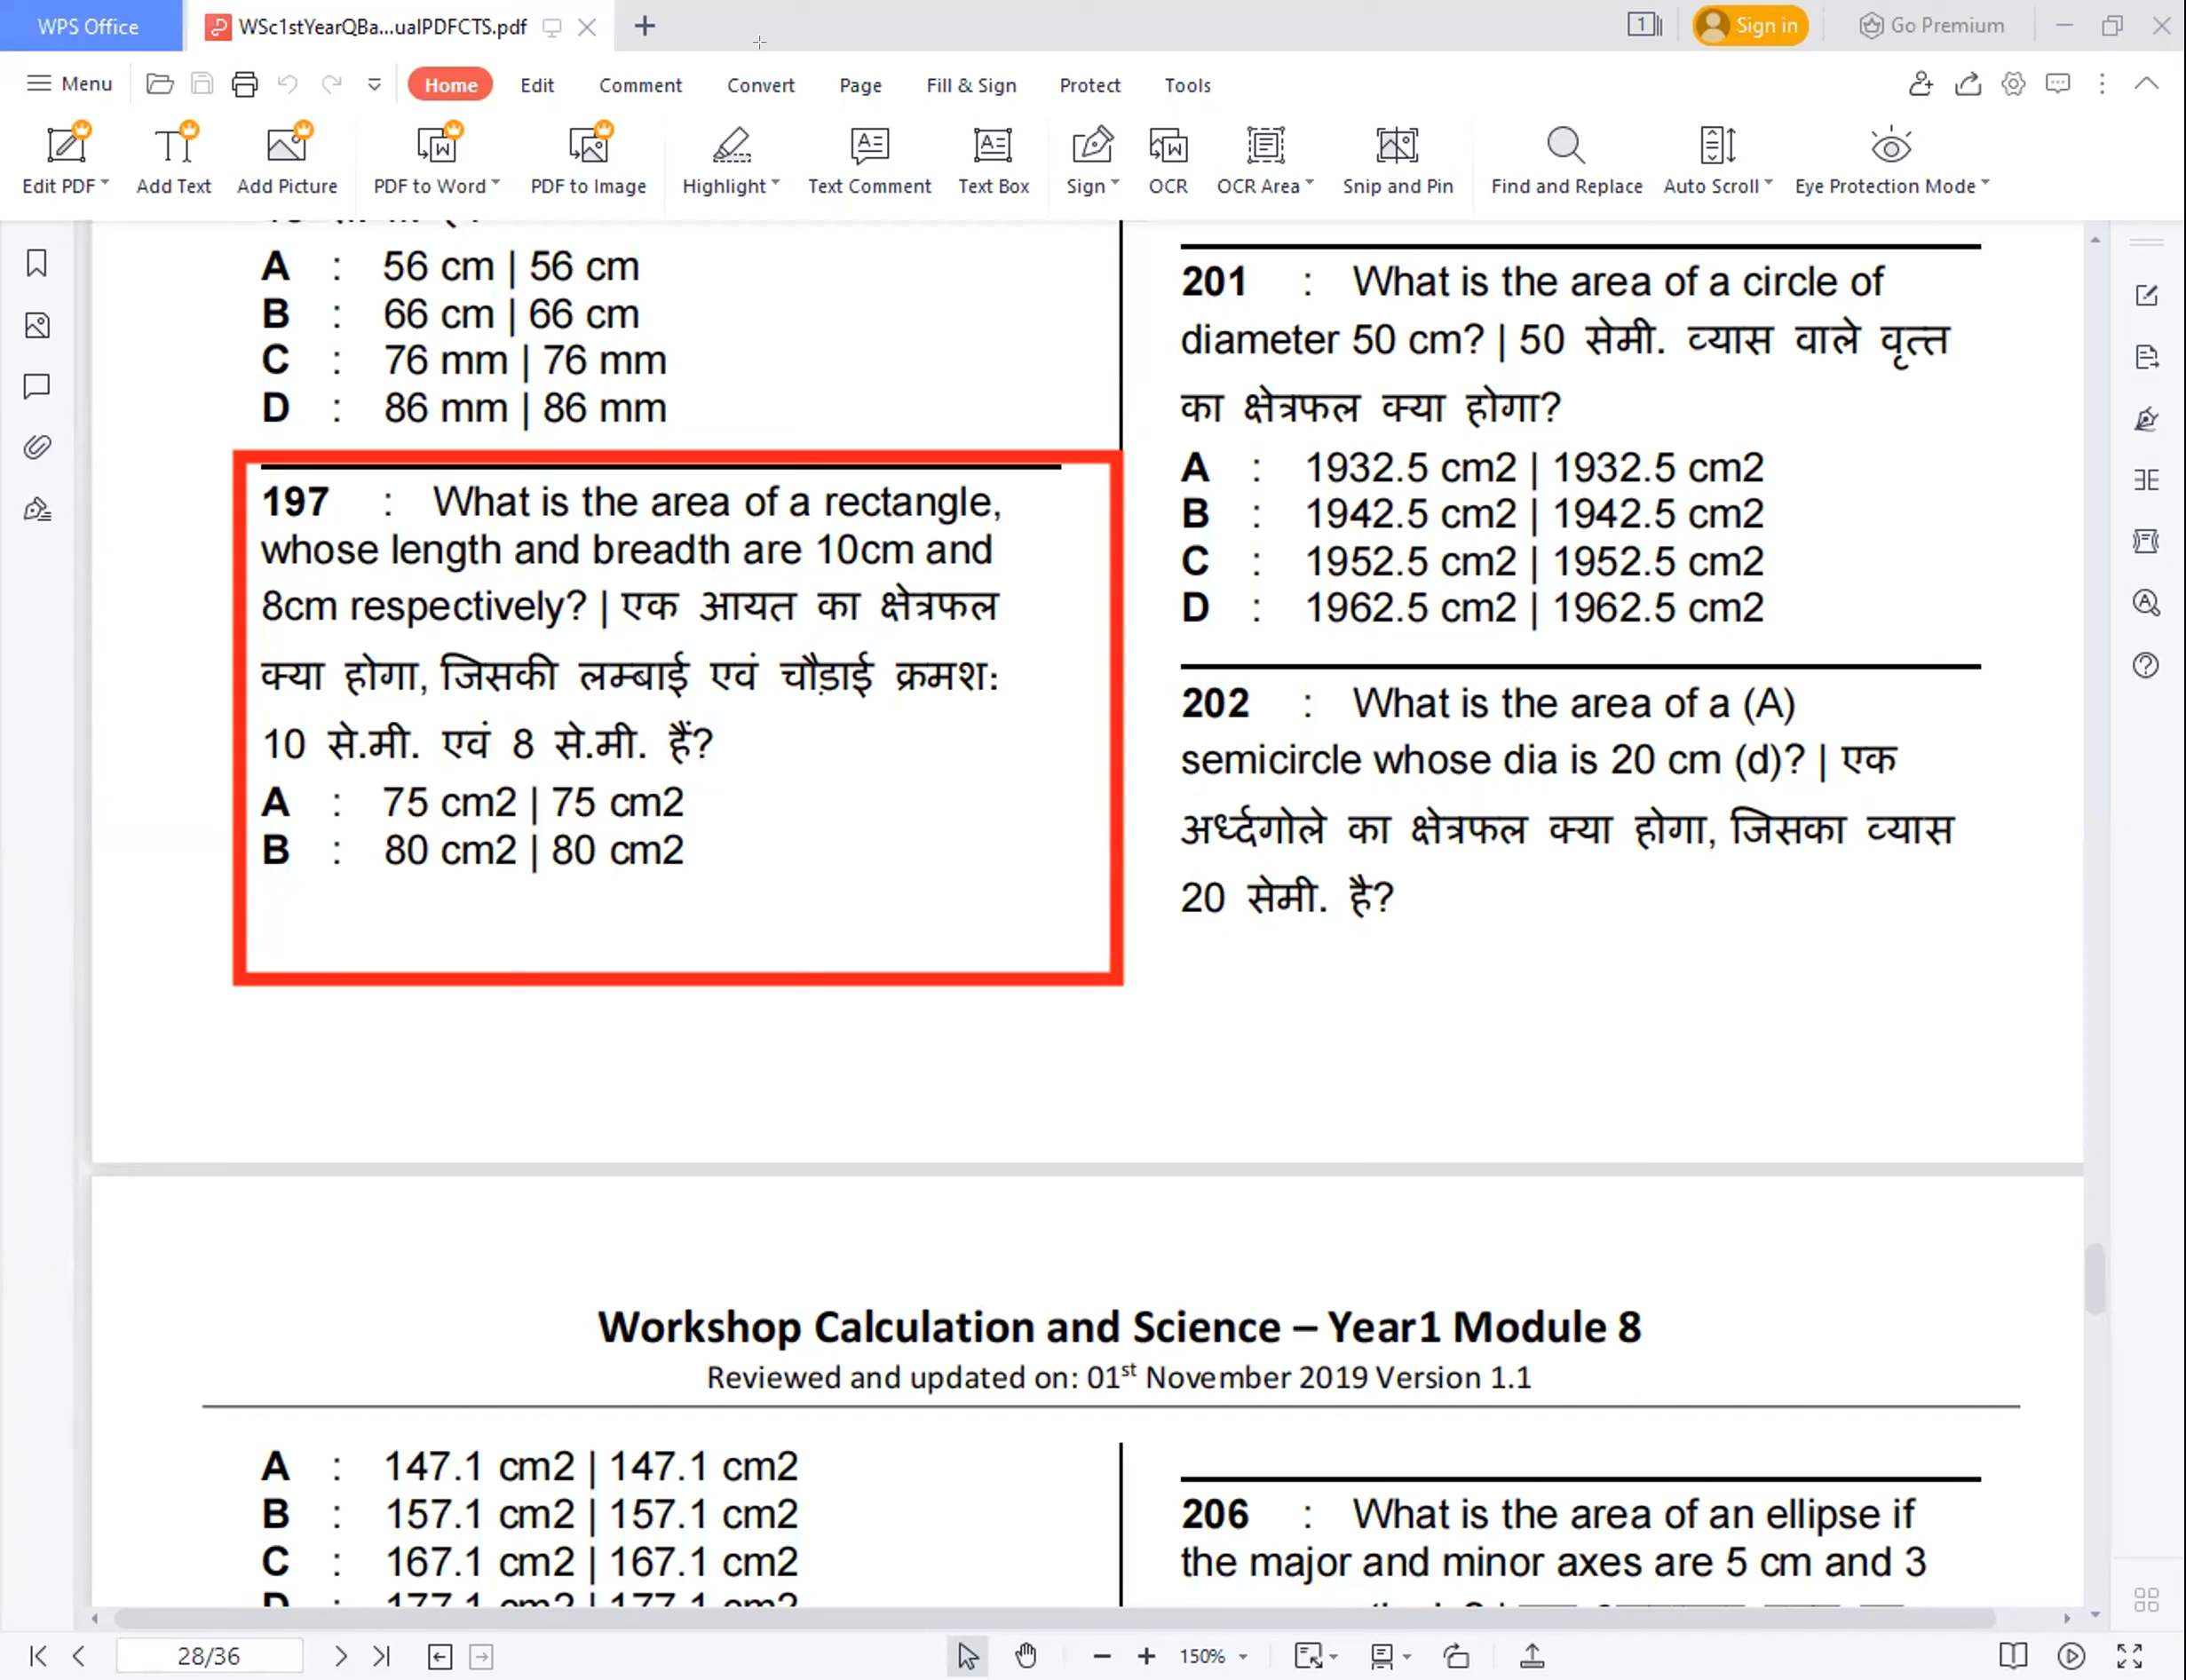 WPS Office
WSc1stYearQBa...ualPDFCTS.pdf
1
Sign in
Go Premium
Menu
Home
Edit
Comment
Convert
Page
Fill & Sign
Protect
Tools
Edit PDF
Add Text
Add Picture
PDF to Word
PDF to Image
Highlight
Text Comment
Text Box
Sign
OCR
OCR Area
Snip and Pin
Find and Replace
Auto Scroll
Eye Protection Mode
A : 56 cm | 56 cm
B : 66 cm | 66 cm
C : 76 mm | 76 mm
D : 86 mm | 86 mm
197 : What is the area of a rectangle,
whose length and breadth are 10cm and
8cm respectively? | एक आयत का क्षेत्रफल
क्या होगा, जिसकी लम्बाई एवं चौड़ाई क्रमश:
10 से.मी. एवं 8 से.मी. हैं?
A : 75 cm2 | 75 cm2
B : 80 cm2 | 80 cm2
201 : What is the area of a circle of
diameter 50 cm? | 50 सेमी. व्यास वाले वृत्त
का क्षेत्रफल क्या होगा?
A : 1932.5 cm2 | 1932.5 cm2
B : 1942.5 cm2 | 1942.5 cm2
C : 1952.5 cm2 | 1952.5 cm2
D : 1962.5 cm2 | 1962.5 cm2
202 : What is the area of a (A)
semicircle whose dia is 20 cm (d)? | एक
अर्ध्दगोले का क्षेत्रफल क्या होगा, जिसका व्यास
20 सेमी. है?
Workshop Calculation and Science – Year1 Module 8
Reviewed and updated on: 01st November 2019 Version 1.1
A : 147.1 cm2 | 147.1 cm2
B : 157.1 cm2 | 157.1 cm2
C : 167.1 cm2 | 167.1 cm2
D : 177.1 cm2 | 177.1 cm2
206 : What is the area of an ellipse if
the major and minor axes are 5 cm and 3
28/36
150%